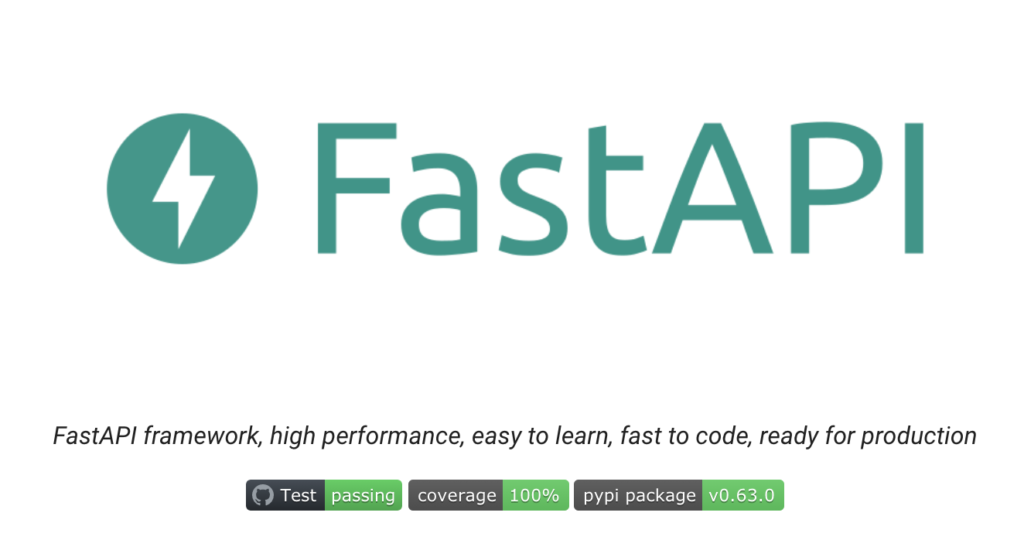 FastAPI
FastAPI framework, high performance, easy to learn, fast to code, ready for production
Test passing coverage 100% pypi package v0.63.0